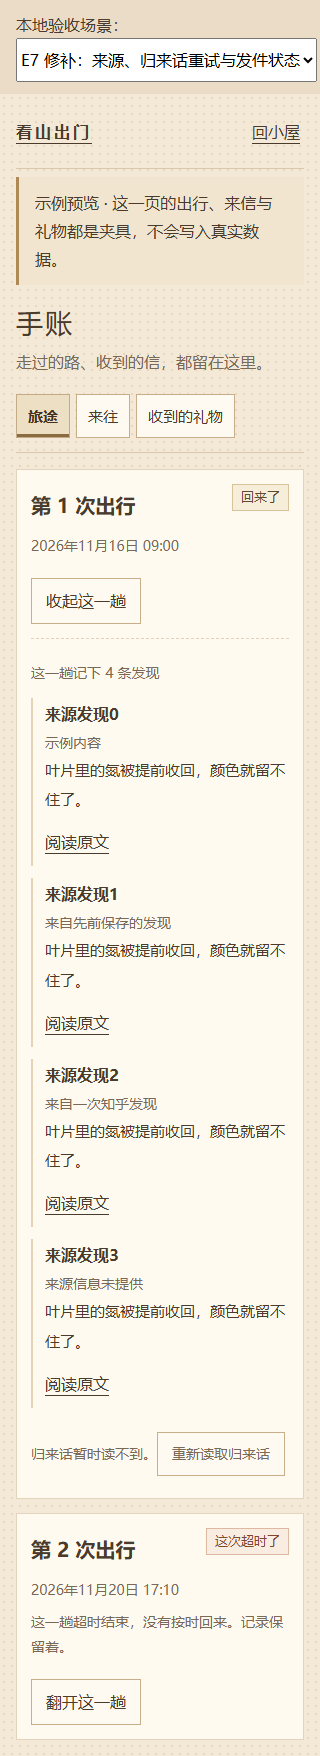 本地验收场景：
E7 修补：来源、归来话重试与发件状态
看山出门
回小屋
示例预览 · 这一页的出行、来信与
礼物都是夹具，不会写入真实数
据。
手账
走过的路、收到的信，都留在这里。
旅途
来往
收到的礼物
第 1 次出行
回来了
2026年11月16日 09:00
收起这一趟
这一趟记下 4 条发现
来源发现0
示例内容
叶片里的氮被提前收回，颜色就留不
住了。
阅读原文
来源发现1
来自先前保存的发现
叶片里的氮被提前收回，颜色就留不
住了。
阅读原文
来源发现2
来自一次知乎发现
叶片里的氮被提前收回，颜色就留不
住了。
阅读原文
来源发现3
来源信息未提供
叶片里的氮被提前收回，颜色就留不
住了。
阅读原文
归来话暂时读不到。
重新读取归来话
第 2 次出行
这次超时了
2026年11月20日 17:10
这一趟超时结束，没有按时回来。记录保
留着。
翻开这一趟